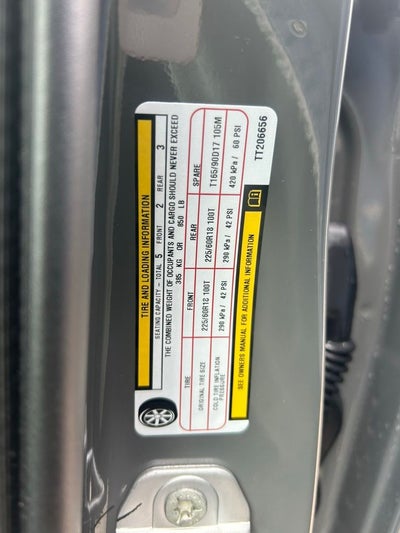 TIRE AND LOADING INFORMATION
SEATING CAPACITY - TOTAL 5 FRONT 2 REAR 3
THE COMBINED WEIGHT OF OCCUPANTS AND CARGO SHOULD NEVER EXCEED
385 KG OR 850 LB
TIRE FRONT REAR SPARE
ORIGINAL TIRE SIZE 225/60R18 100T 225/60R18 100T T165/90D17 105M
COLD TIRE INFLATION PRESSURE 290 kPa / 42 PSI 290 kPa / 42 PSI 420 kPa / 60 PSI
SEE OWNERS MANUAL FOR ADDITIONAL INFORMATION
TT206656